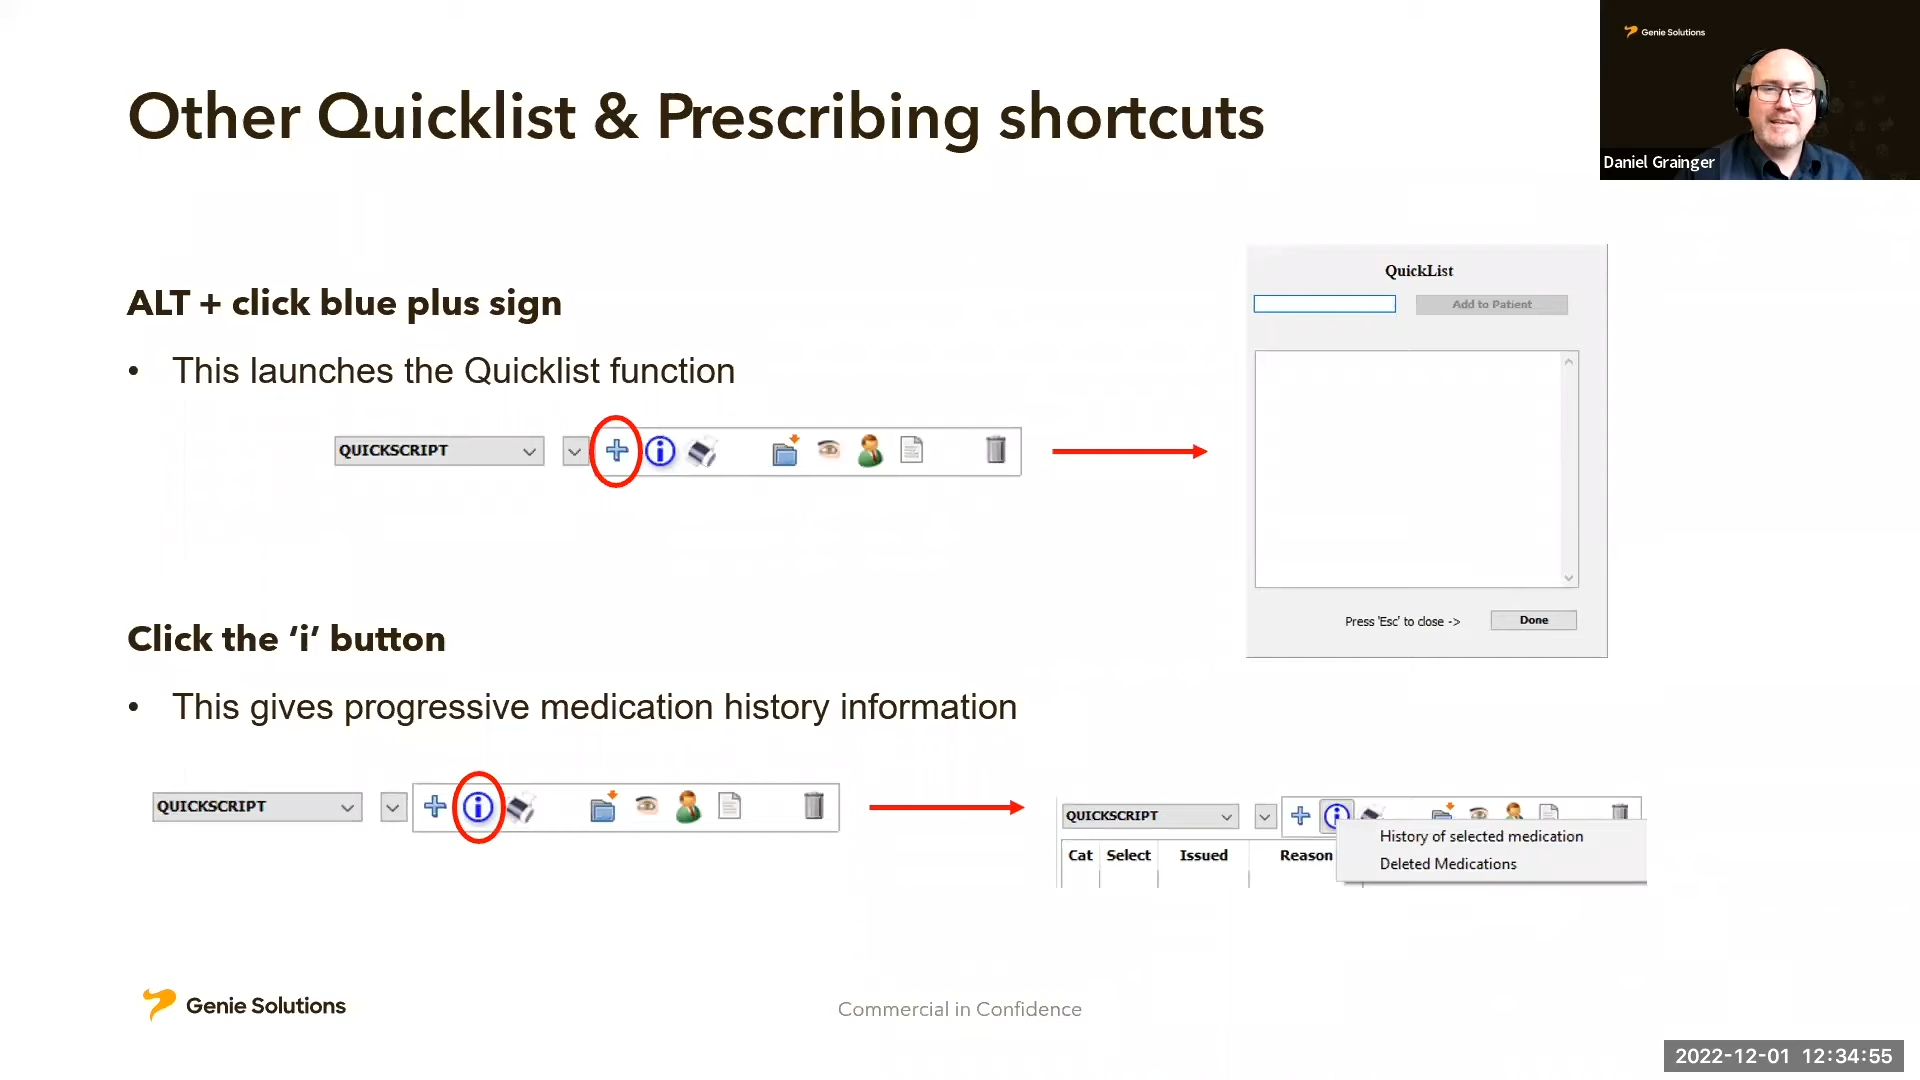 Genie Solutions
Daniel Grainger
Other Quicklist & Prescribing shortcuts
ALT + click blue plus sign
• This launches the Quicklist function
QUICKSCRIPT
QuickList
Add to Patient
Press 'Esc' to close ->
Done
Click the ‘i’ button
• This gives progressive medication history information
QUICKSCRIPT
QUICKSCRIPT
Cat Select Issued Reason
History of selected medication
Deleted Medications
Genie Solutions
Commercial in Confidence
2022-12-01 12:34:55